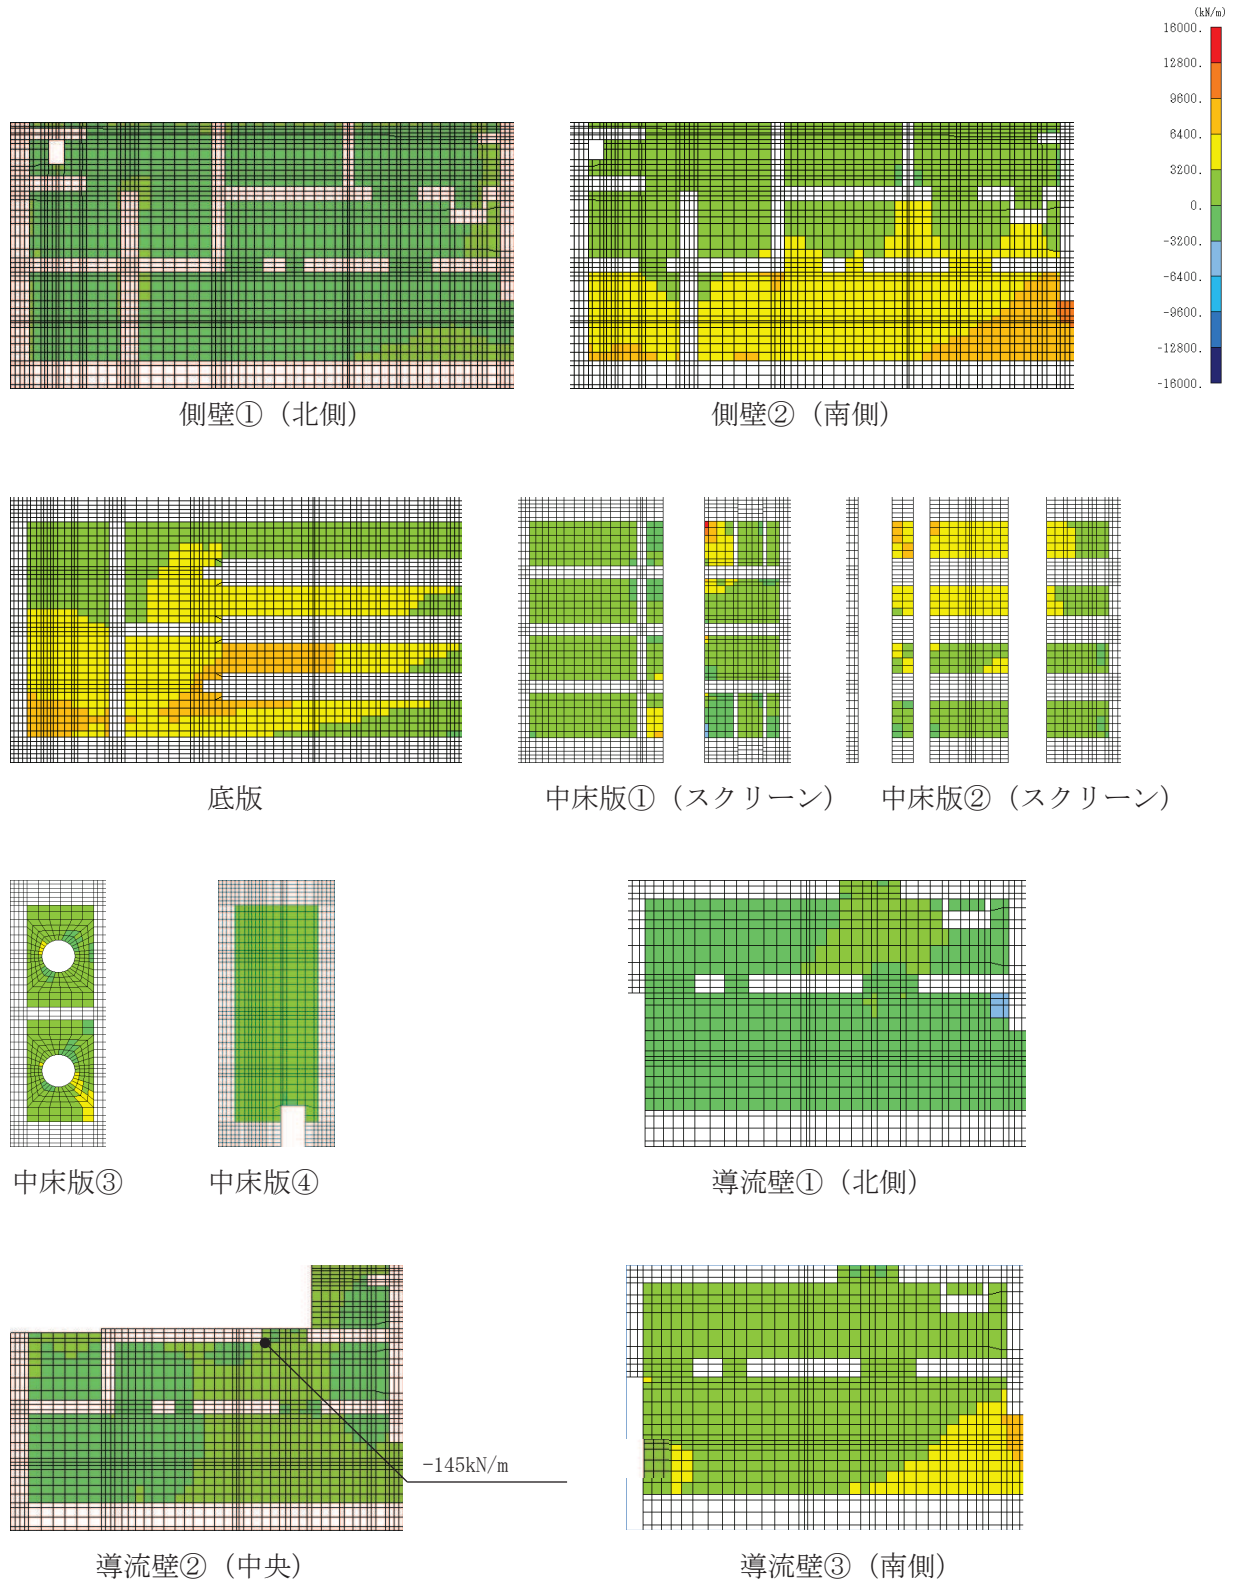 (kN/m)
16000.
12800.
9600.
6400.
3200.
0.
-3200.
-6400.
-9600.
-12800.
-16000.
側壁①（北側）
側壁②（南側）
底版
中床版①（スクリーン）
中床版②（スクリーン）
中床版③
中床版④
導流壁①（北側）
-145kN/m
導流壁②（中央）
導流壁③（南側）